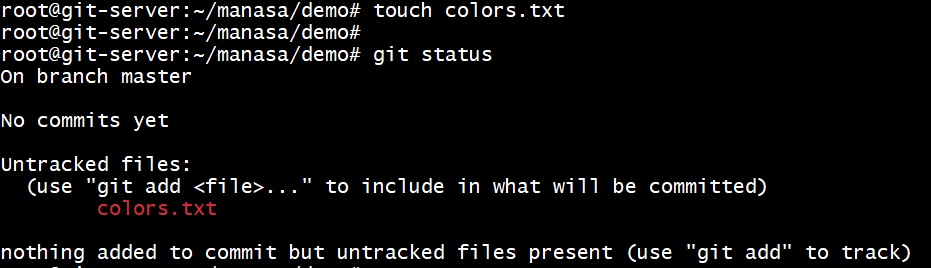 root@git-server:~/manasa/demo# touch colors.txt
root@git-server:~/manasa/demo#
root@git-server:~/manasa/demo# git status
On branch master
No commits yet
Untracked files:
(use "git add <file>..." to include in what will be committed)
colors.txt
nothing added to commit but untracked files present (use "git add" to track)